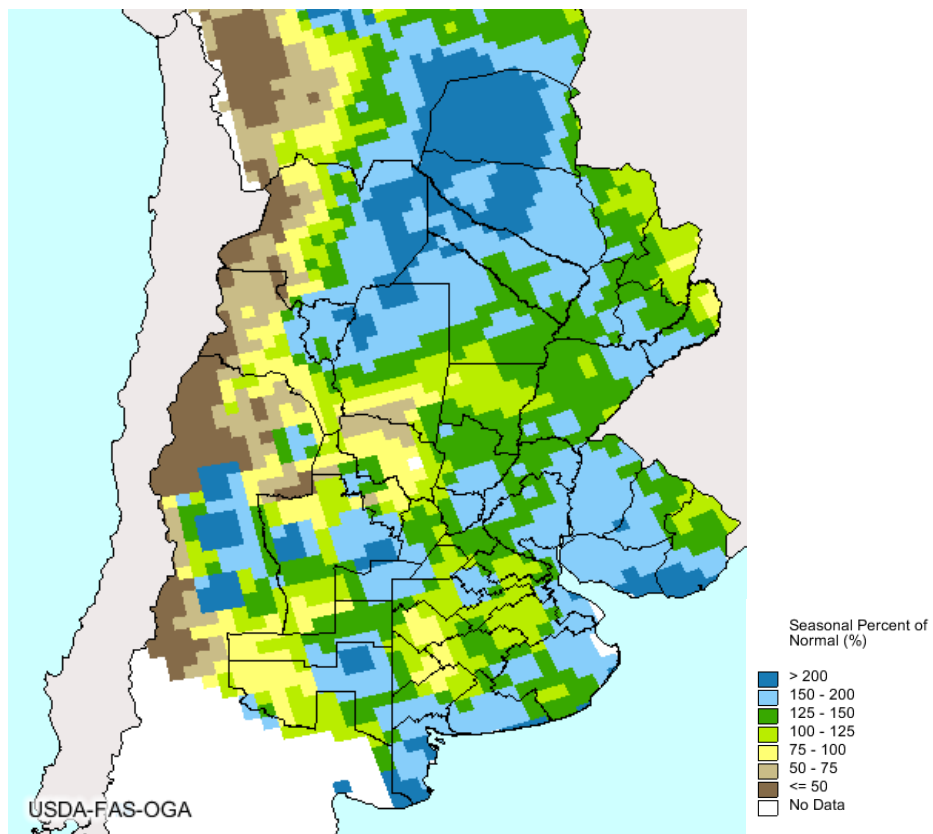 Seasonal Percent of
Normal (%)
> 200
150 - 200
125 - 150
100 - 125
75 - 100
50 - 75
<= 50
No Data
USDA-FAS-OGA